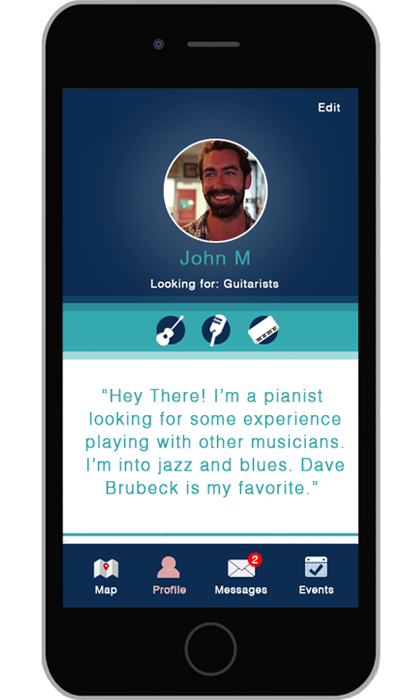 Edit
John M
Looking for: Guitarists
“Hey There! I’m a pianist
looking for some experience
playing with other musicians.
I’m into jazz and blues. Dave
Brubeck is my favorite.”
2
Map Profile Messages Events